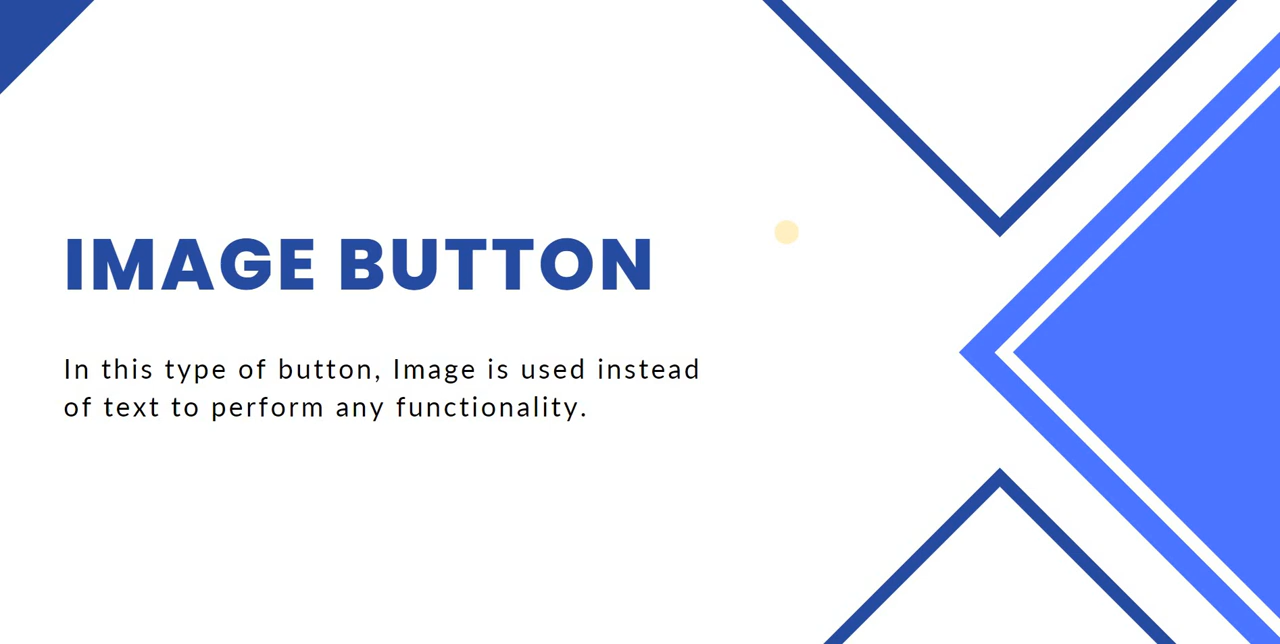 IMAGE BUTTON
In this type of button, Image is used instead
of text to perform any functionality.